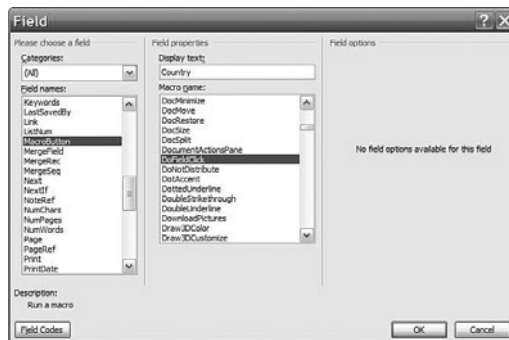 Field
Please choose a field
Categories:
(All)
Field names:
Keywords
LastSavedBy
Link
ListNum
MacroButton
MergeField
MergeRec
MergeSeq
Next
NextIf
NoteRef
NumChars
NumPages
NumWords
Page
PageRef
Print
PrintDate
Field properties
Display text:
Country
Macro name:
DocMinimize
DocMove
DocRestore
DocSize
DocSplit
DocumentActionsPane
DoFieldClick
DoNotDistribute
DotAccent
DottedUnderline
DoubleStrikethrough
DoubleUnderline
DownloadPictures
Draw3DColor
Draw3DCustomize
Field options
No field options available for this field
Description:
Run a macro
Field Codes
OK
Cancel